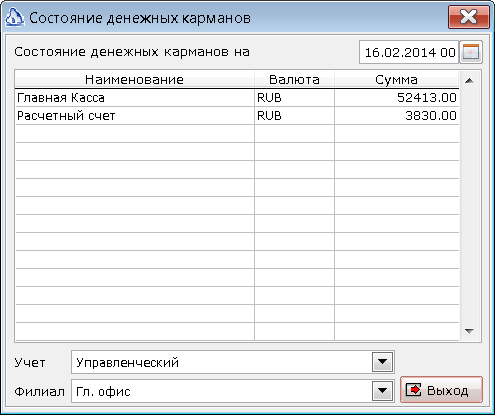 Состояние денежных карманов
Состояние денежных карманов на 16.02.2014 00
Наименование Валюта Сумма
Главная Касса RUB 52413.00
Расчетный счет RUB 3830.00
Учет Управленческий
Филиал Гл. офис Выход